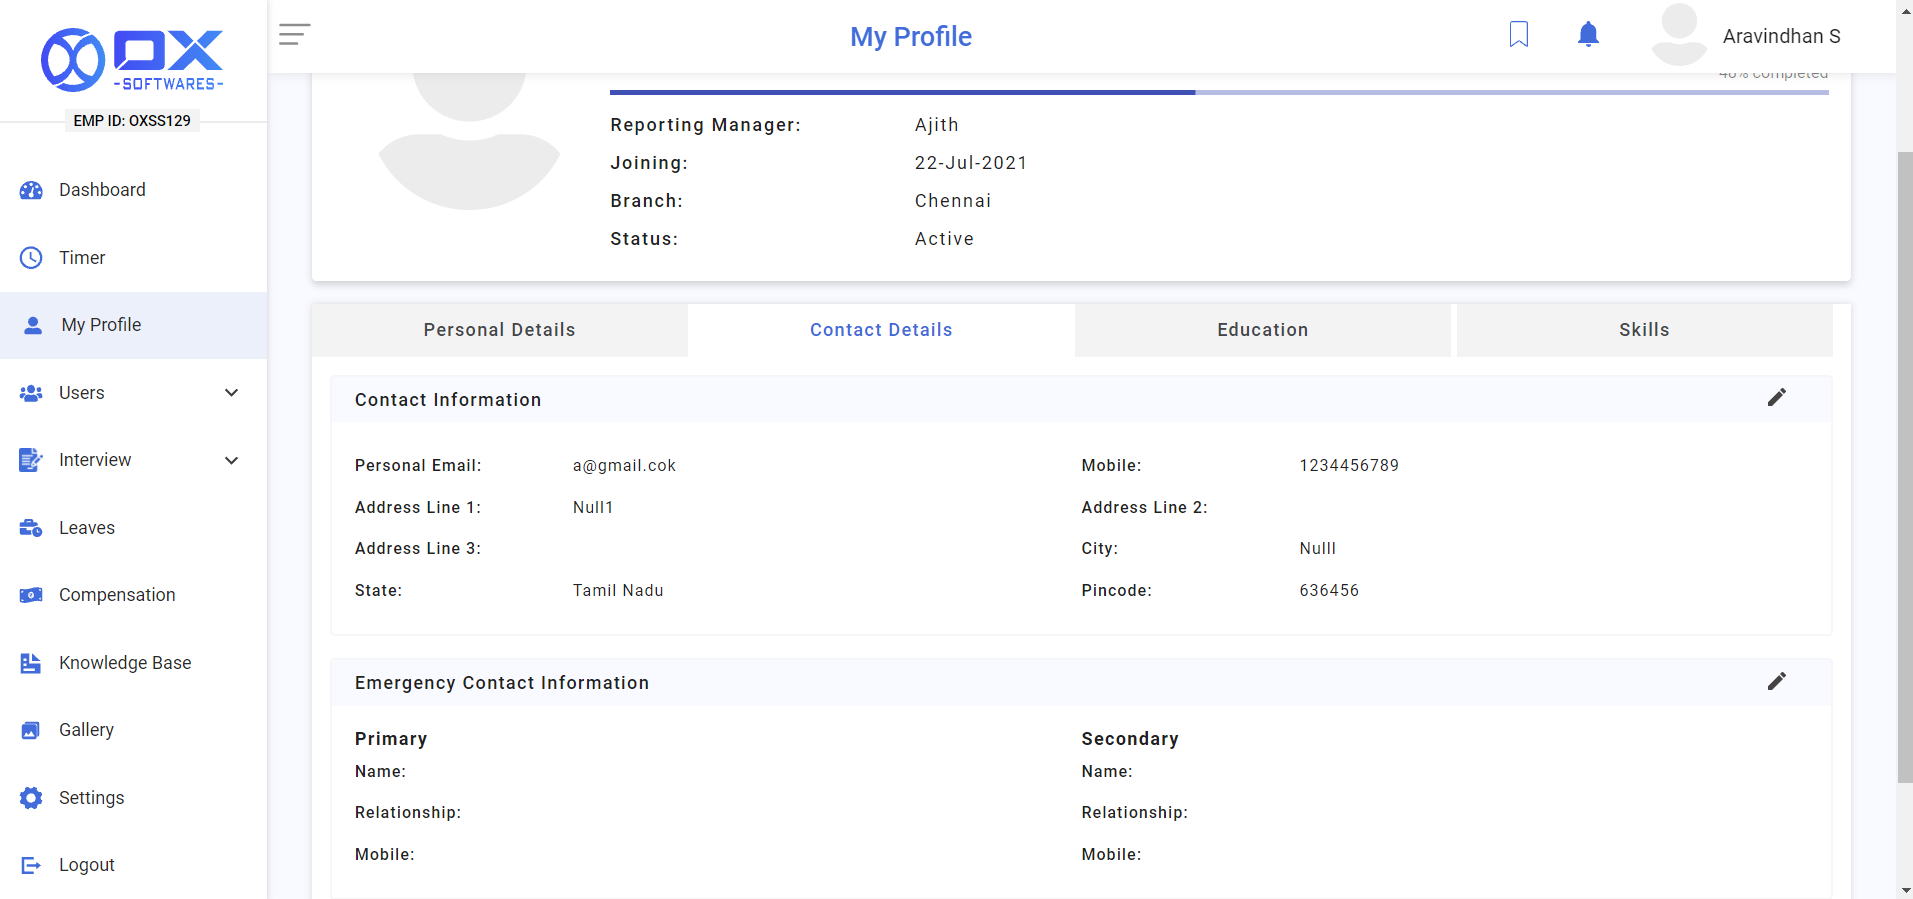 OX
-SOFTWARES-
EMP ID: OXSS129
Dashboard
Timer
My Profile
Users
Interview
Leaves
Compensation
Knowledge Base
Gallery
Settings
Logout
My Profile
Aravindhan S
48% completed
Reporting Manager: Ajith
Joining: 22-Jul-2021
Branch: Chennai
Status: Active
Personal Details Contact Details Education Skills
Contact Information
Personal Email: a@gmail.cok Mobile: 1234456789
Address Line 1: Null1 Address Line 2:
Address Line 3: City: Nulll
State: Tamil Nadu Pincode: 636456
Emergency Contact Information
Primary Secondary
Name: Name:
Relationship: Relationship:
Mobile: Mobile: